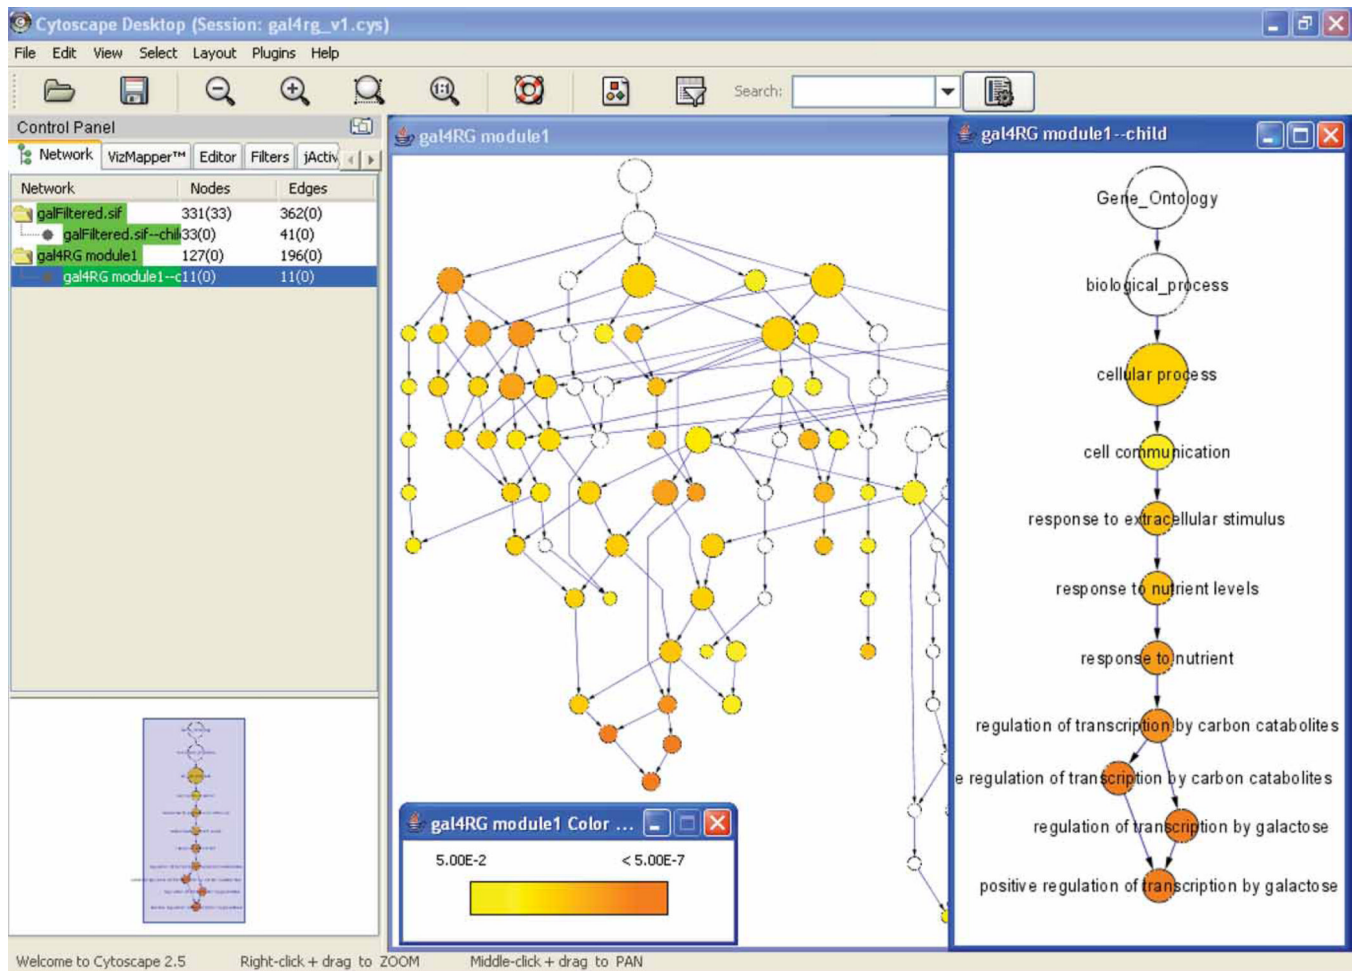 Cytoscape Desktop (Session: gal4rg_v1.cys)
File Edit View Select Layout Plugins Help
1:1 Search:
Control Panel
Network VizMapper™ Editor Filters jActiv
Network Nodes Edges
galFiltered.sif 331(33) 362(0)
galFiltered.sif--chil 33(0) 41(0)
gal4RG module1 127(0) 196(0)
gal4RG module1--c 11(0) 11(0)
gal4RG module1
gal4RG module1 Color ...
5.00E-2 < 5.00E-7
gal4RG module1--child
Gene_Ontology
biological_process
cellular process
cell communication
response to extracellular stimulus
response to nutrient levels
response to nutrient
regulation of transcription by carbon catabolites
e regulation of transcription by carbon catabolites
regulation of transcription by galactose
positive regulation of transcription by galactose
Welcome to Cytoscape 2.5 Right-click + drag to ZOOM Middle-click + drag to PAN